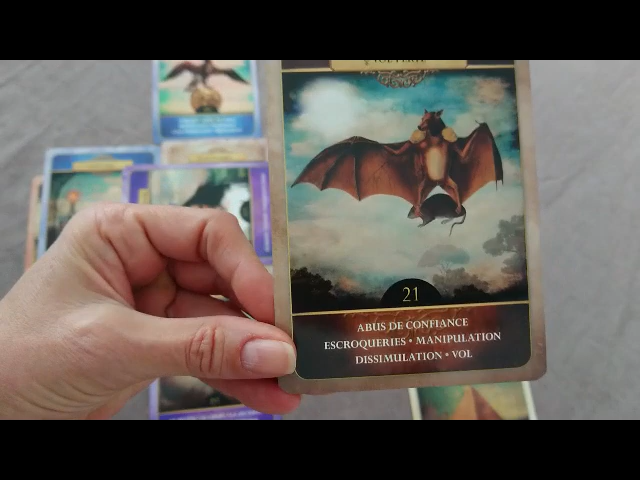 21
ABUS DE CONFIANCE
ESCROQUERIES • MANIPULATION
DISSIMULATION • VOL